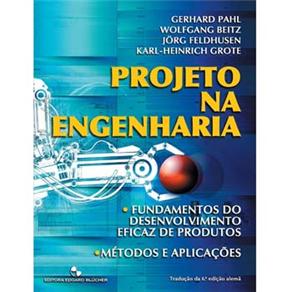 GERHARD PAHL
WOLFGANG BEITZ
JÖRG FELDHUSEN
KARL-HEINRICH GROTE
PROJETO
NA
ENGENHARIA
• FUNDAMENTOS DO
DESENVOLVIMENTO
EFICAZ DE PRODUTOS
• MÉTODOS E APLICAÇÕES
EDITORA EDGARD BLÜCHER
Tradução da 6.ª edição alemã